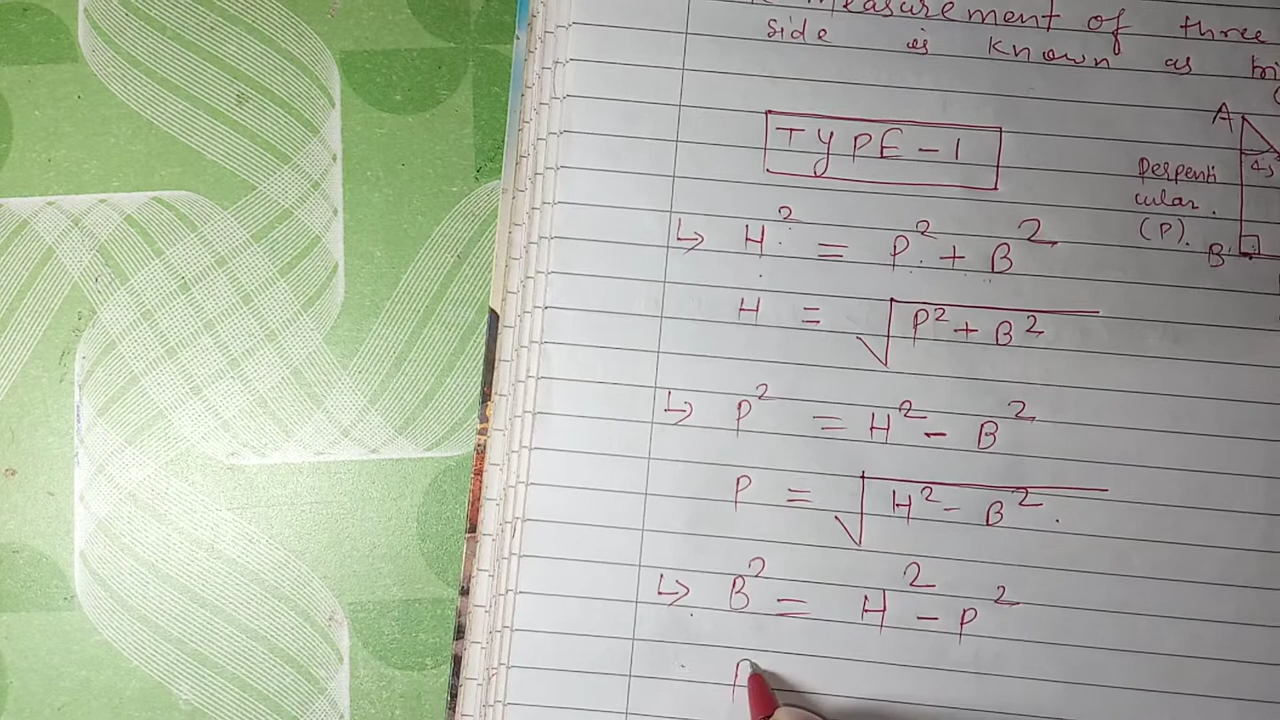 measurement of three
side is known as
TYPE-1
A
Perpenti
cular.
(P).
B
↳ H² = P² + B²
H = √P² + B²
↳ P² = H² - B²
P = √H² - B².
↳ B² = H² - P²